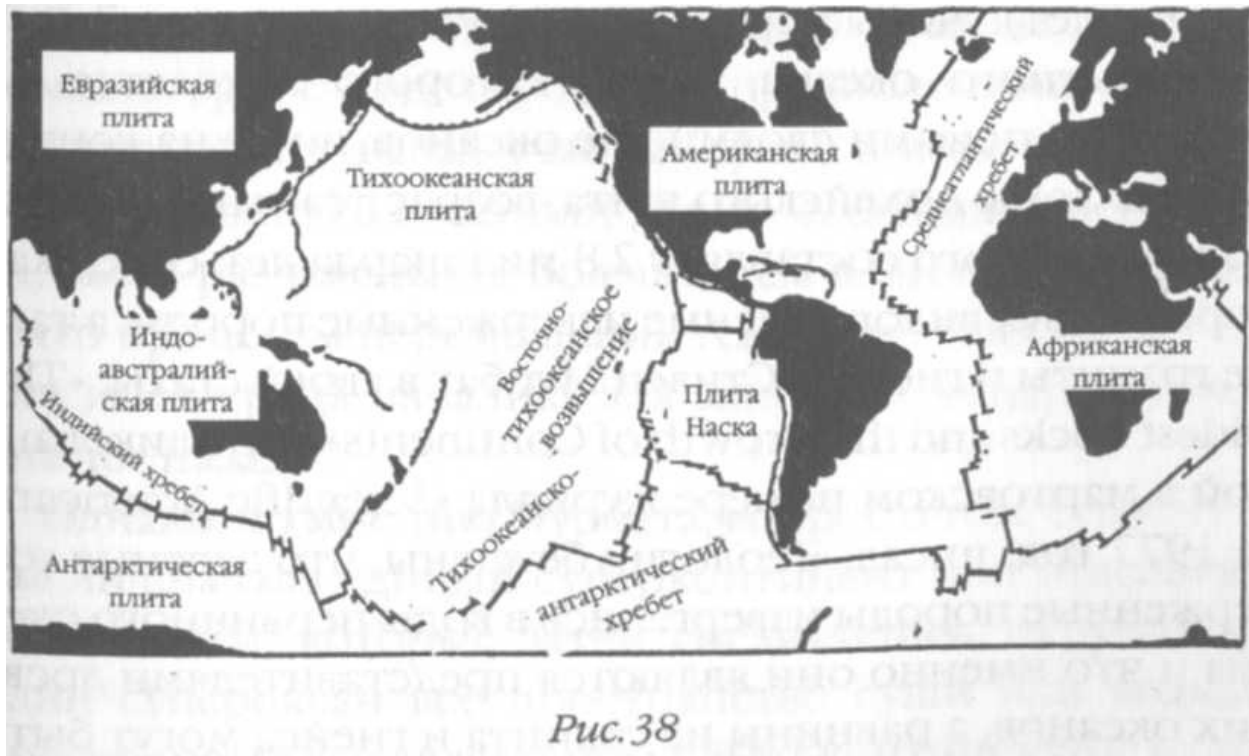 Евразийская
плита
Тихоокеанская
плита
Американская
плита
Среднеатлантический
хребет
Индо-
австралий-
ская плита
Индийский хребет
Восточно-
Тихоокеанское
возвышение
Плита
Наска
Африканская
плита
Антарктическая
плита
Тихоокеанско-
антарктический
хребет
Рис. 38